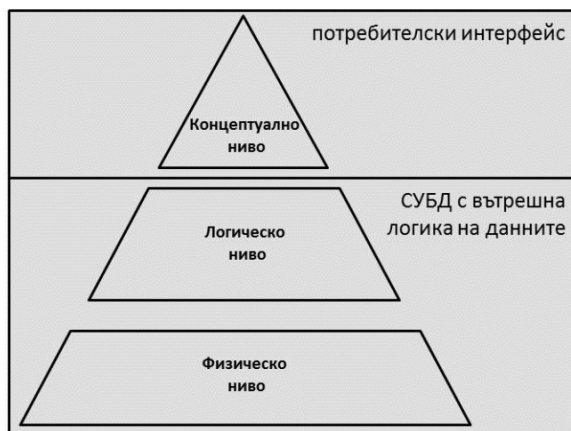 потребителски интерфейс
Концептуално
ниво
СУБД с вътрешна
логика на данните
Логическо
ниво
Физическо
ниво